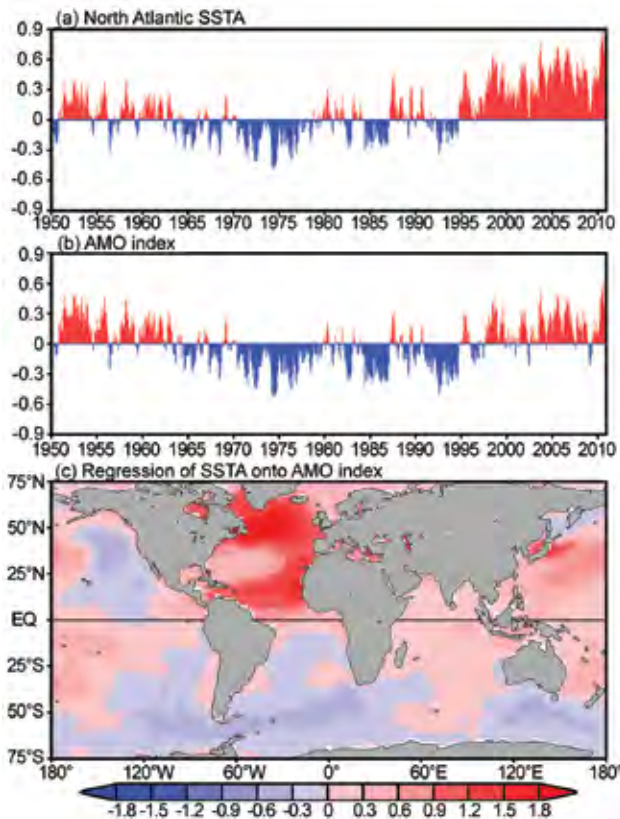 (a) North Atlantic SSTA
0.9
0.6
0.3
0
-0.3
-0.6
-0.9
1950 1955 1960 1965 1970 1975 1980 1985 1990 1995 2000 2005 2010
(b) AMO index
0.9
0.6
0.3
0
-0.3
-0.6
-0.9
1950 1955 1960 1965 1970 1975 1980 1985 1990 1995 2000 2005 2010
(c) Regression of SSTA onto AMO index
75°N
50°N
25°N
EQ
25°S
50°S
75°S
180° 120°W 60°W 0° 60°E 120°E 180°
-1.8 -1.5 -1.2 -0.9 -0.6 -0.3 0 0.3 0.6 0.9 1.2 1.5 1.8